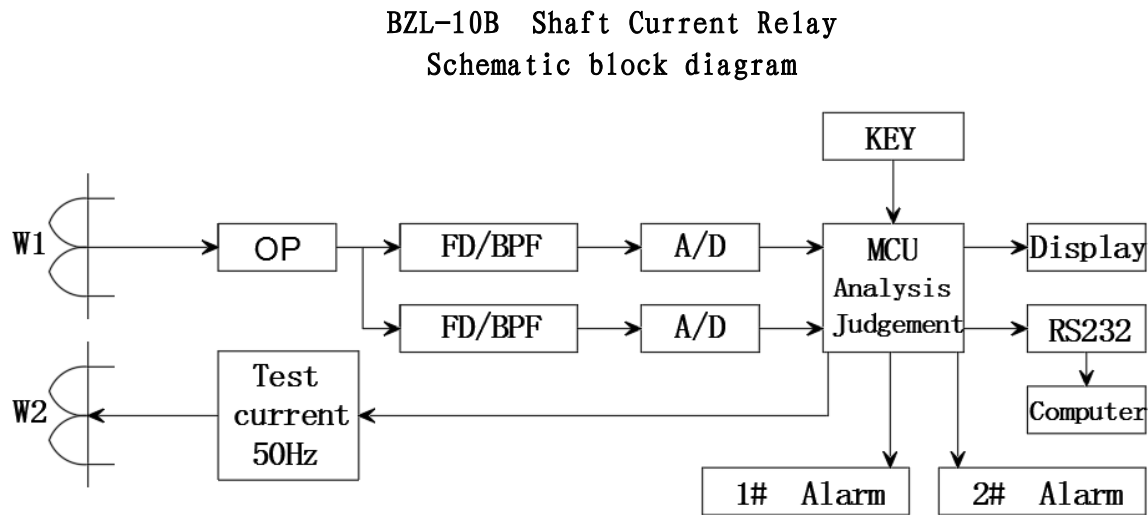 BZL-10B Shaft Current Relay
Schematic block diagram
KEY
W1
OP
FD/BPF
A/D
MCU
Analysis
Judgement
Display
FD/BPF
A/D
RS232
W2
Test
current
50Hz
Computer
1# Alarm
2# Alarm